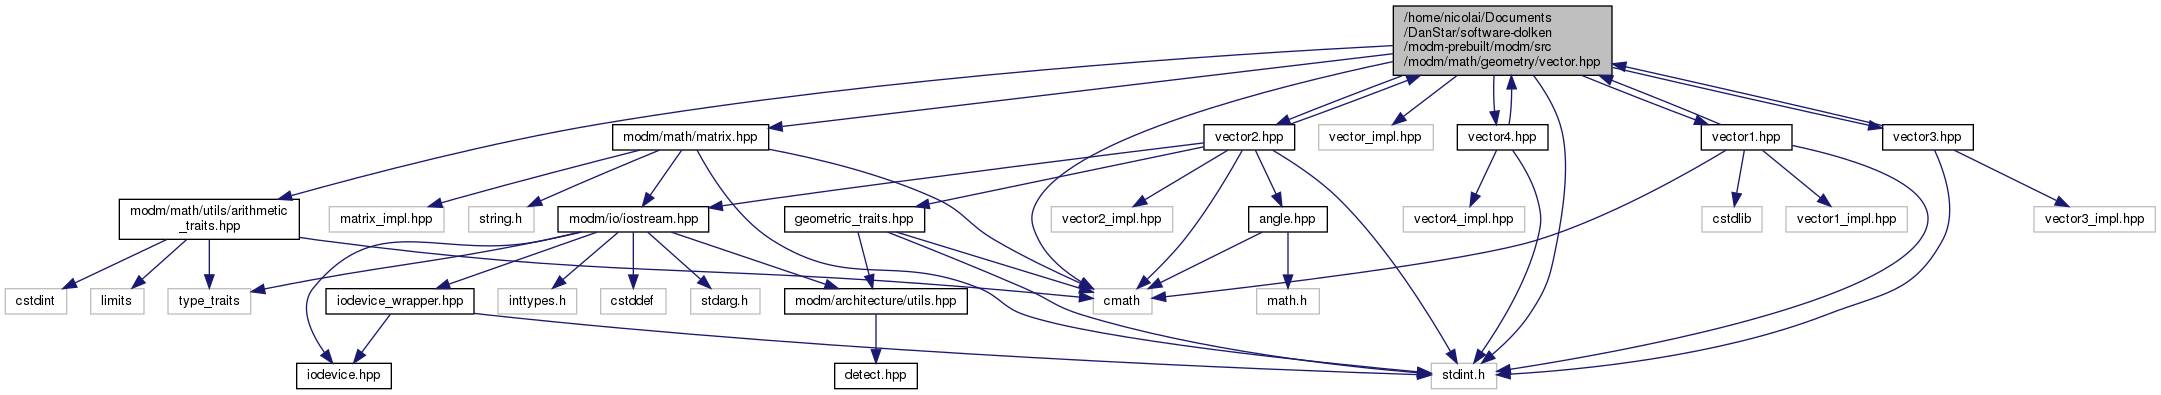 /home/nicolai/Documents
/DanStar/software-dolken
/modm-prebuilt/modm/src
/modm/math/geometry/vector.hpp
modm/math/matrix.hpp
vector2.hpp
vector_impl.hpp
vector4.hpp
vector1.hpp
vector3.hpp
modm/math/utils/arithmetic
_traits.hpp
matrix_impl.hpp
string.h
modm/io/iostream.hpp
geometric_traits.hpp
vector2_impl.hpp
angle.hpp
vector4_impl.hpp
cstdlib
vector1_impl.hpp
vector3_impl.hpp
cstdint
limits
type_traits
iodevice_wrapper.hpp
inttypes.h
cstddef
stdarg.h
modm/architecture/utils.hpp
cmath
math.h
iodevice.hpp
detect.hpp
stdint.h